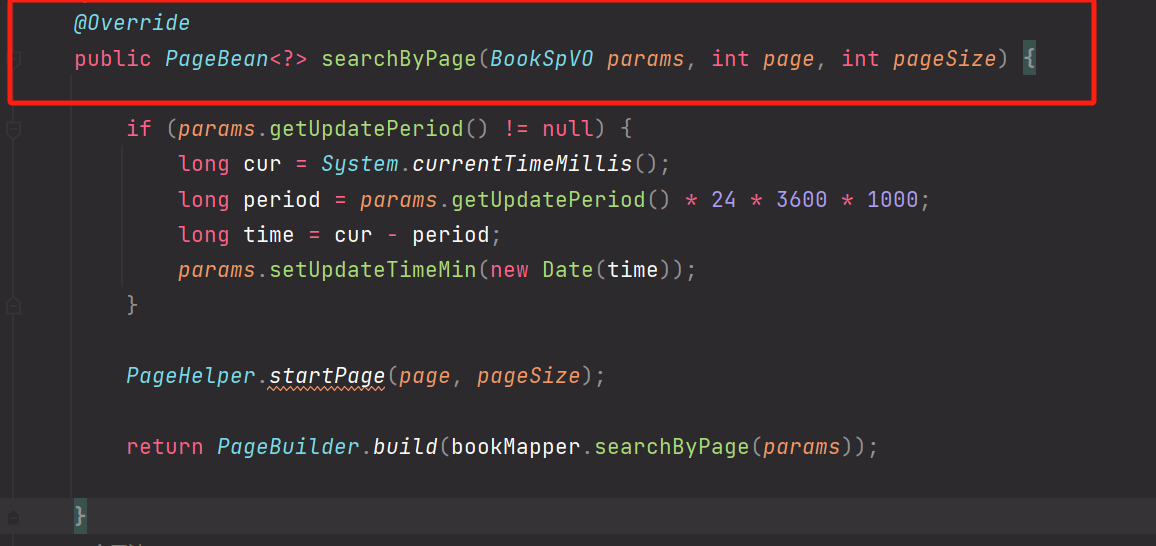 @Override
public PageBean<?> searchByPage(BookSpVO params, int page, int pageSize) {
if (params.getUpdatePeriod() != null) {
long cur = System.currentTimeMillis();
long period = params.getUpdatePeriod() * 24 * 3600 * 1000;
long time = cur - period;
params.setUpdateTimeMin(new Date(time));
}
PageHelper.startPage(page, pageSize);
return PageBuilder.build(bookMapper.searchByPage(params));
}